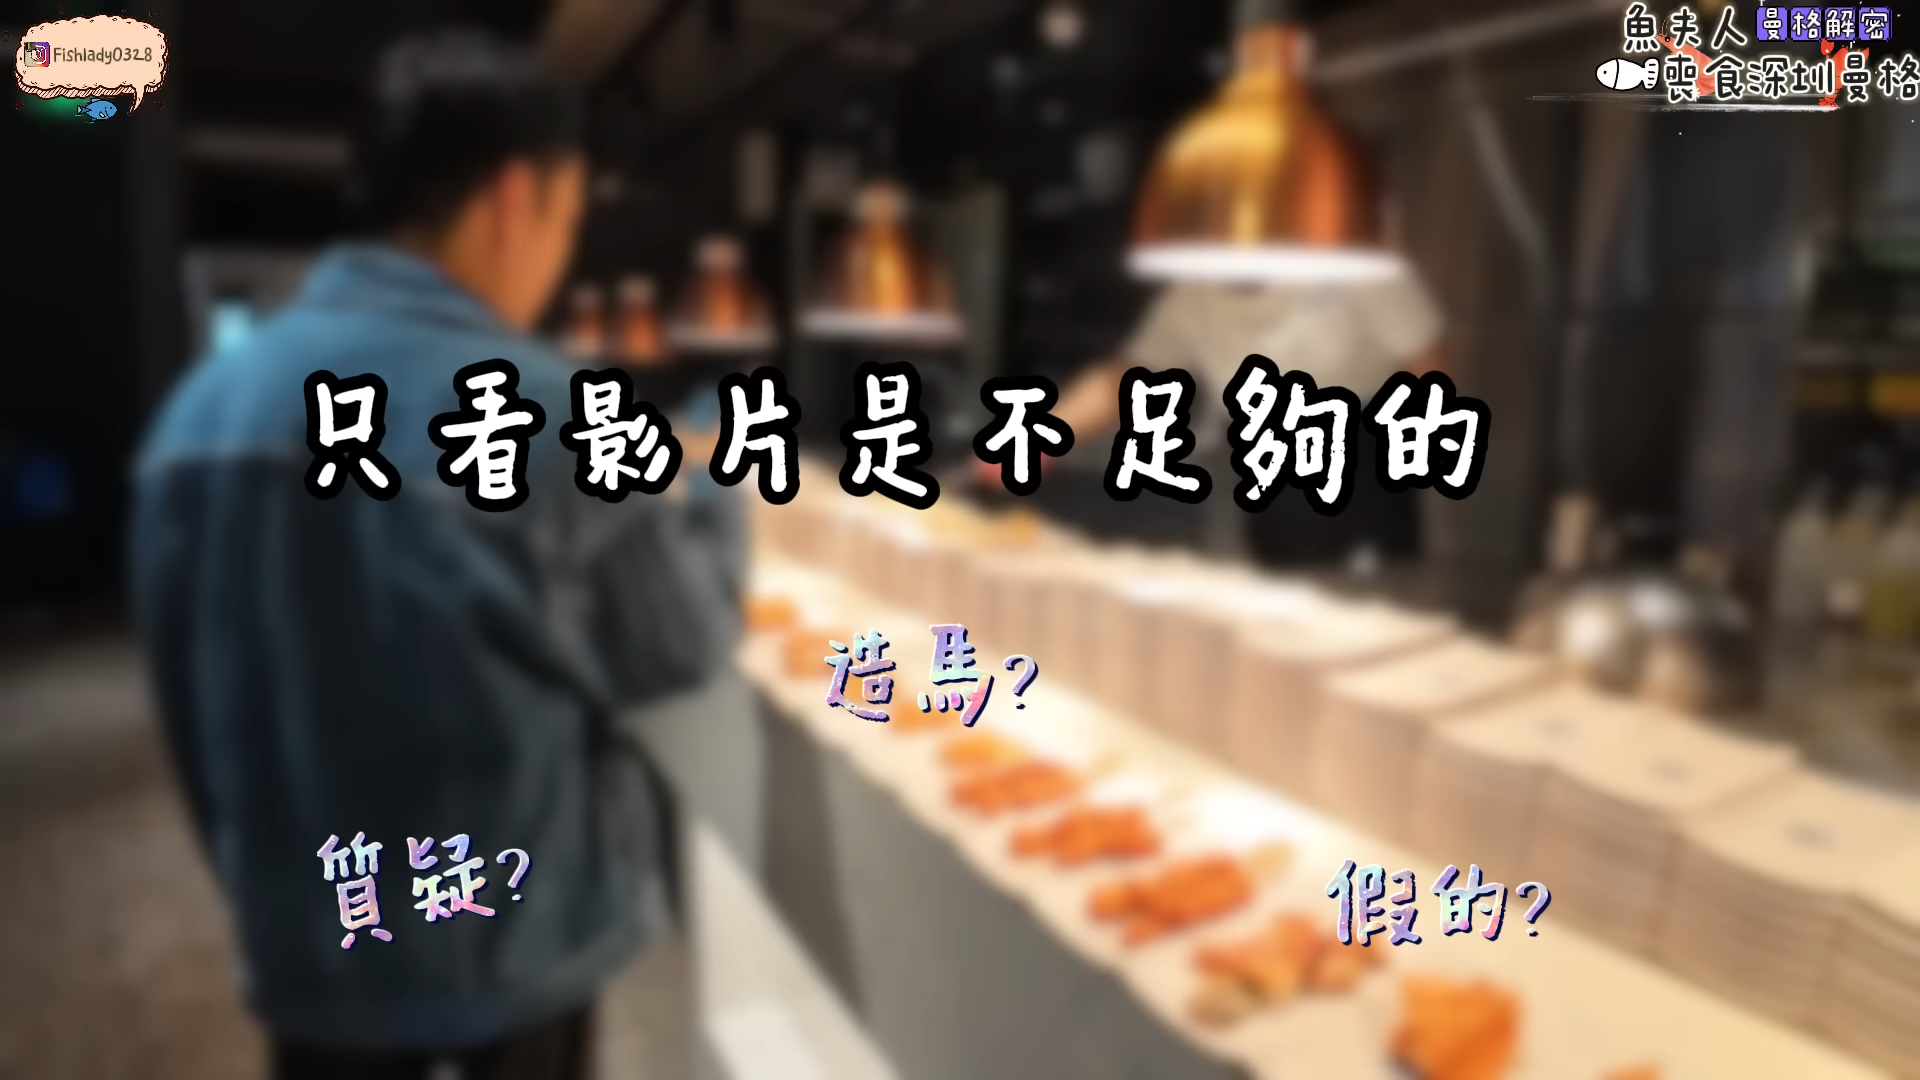 Fishlady0328
魚夫人曼格解密
喪食深圳曼格
只看影片是不足夠的
造馬?
質疑?
假的?